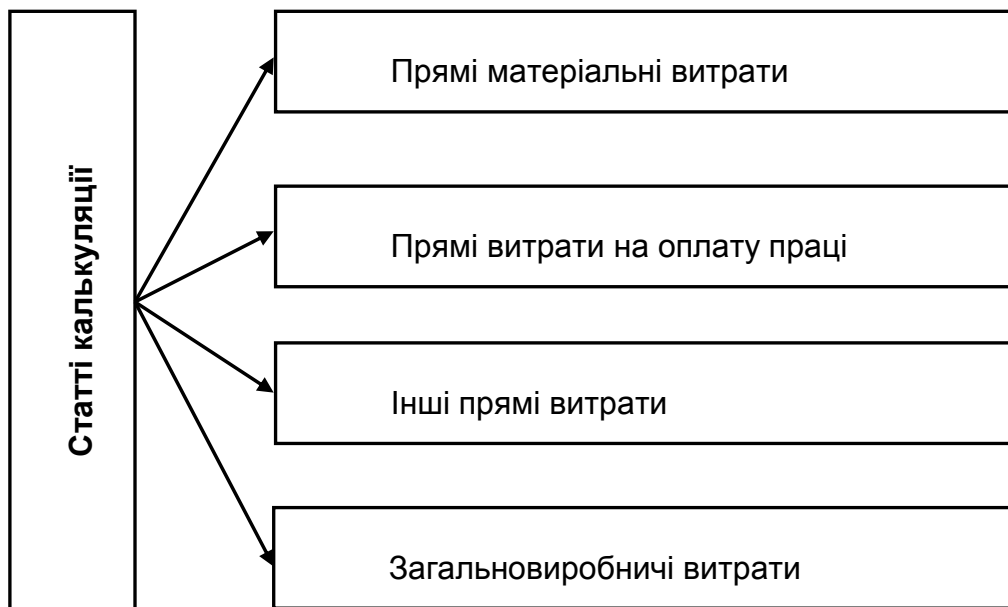 Статті калькуляції
Прямі матеріальні витрати
Прямі витрати на оплату праці
Інші прямі витрати
Загальновиробничі витрати